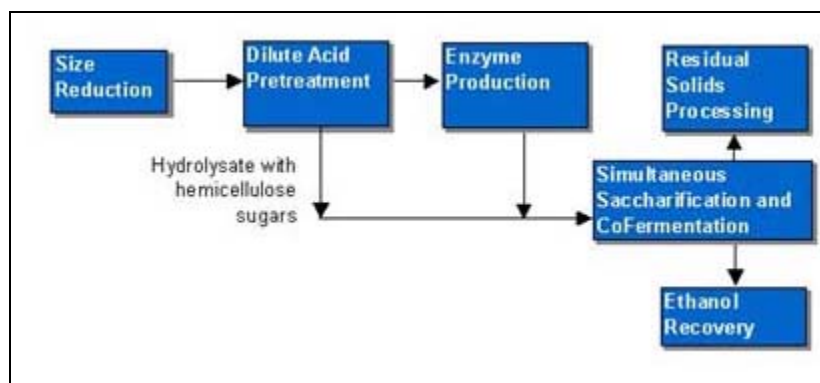 Size
Reduction
Dilute Acid
Pretreatment
Enzyme
Production
Residual
Solids
Processing
Hydrolysate with
hemicellulose
sugars
Simultaneous
Saccharification and
CoFermentation
Ethanol
Recovery